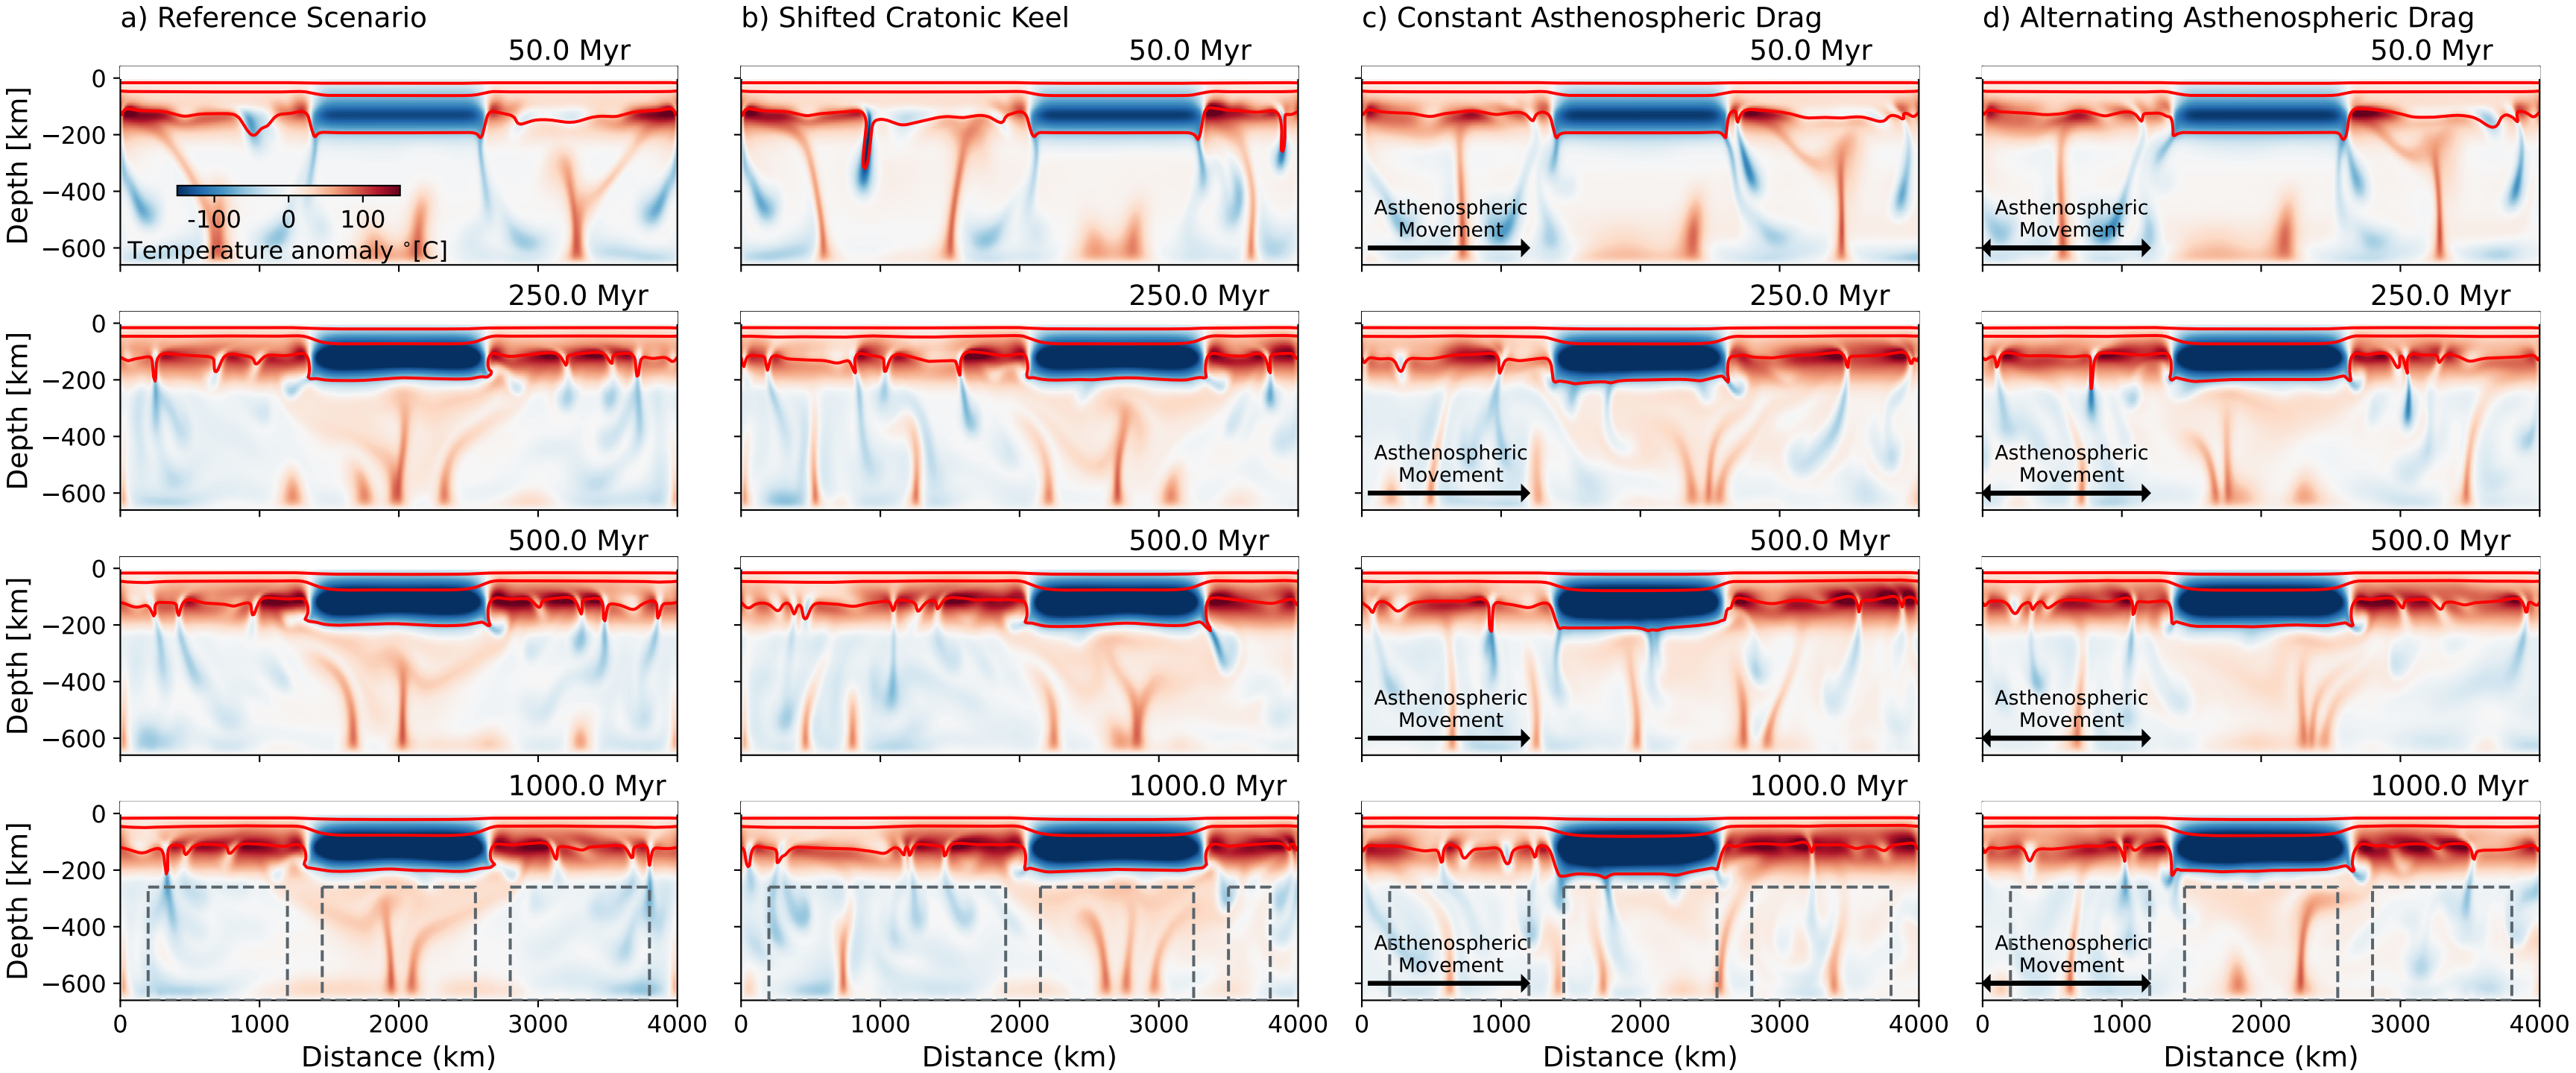 a) Reference Scenario
b) Shifted Cratonic Keel
c) Constant Asthenospheric Drag
d) Alternating Asthenospheric Drag
50.0 Myr
50.0 Myr
50.0 Myr
50.0 Myr
Depth [km]
0
−200
−400
−600
-100 0 100
Temperature anomaly °[C]
Asthenospheric
Movement
Asthenospheric
Movement
250.0 Myr
250.0 Myr
250.0 Myr
250.0 Myr
Depth [km]
0
−200
−400
−600
Asthenospheric
Movement
Asthenospheric
Movement
500.0 Myr
500.0 Myr
500.0 Myr
500.0 Myr
Depth [km]
0
−200
−400
−600
Asthenospheric
Movement
Asthenospheric
Movement
1000.0 Myr
1000.0 Myr
1000.0 Myr
1000.0 Myr
Depth [km]
0
−200
−400
−600
Asthenospheric
Movement
Asthenospheric
Movement
0 1000 2000 3000 4000
0 1000 2000 3000 4000
0 1000 2000 3000 4000
0 1000 2000 3000 4000
Distance (km)
Distance (km)
Distance (km)
Distance (km)